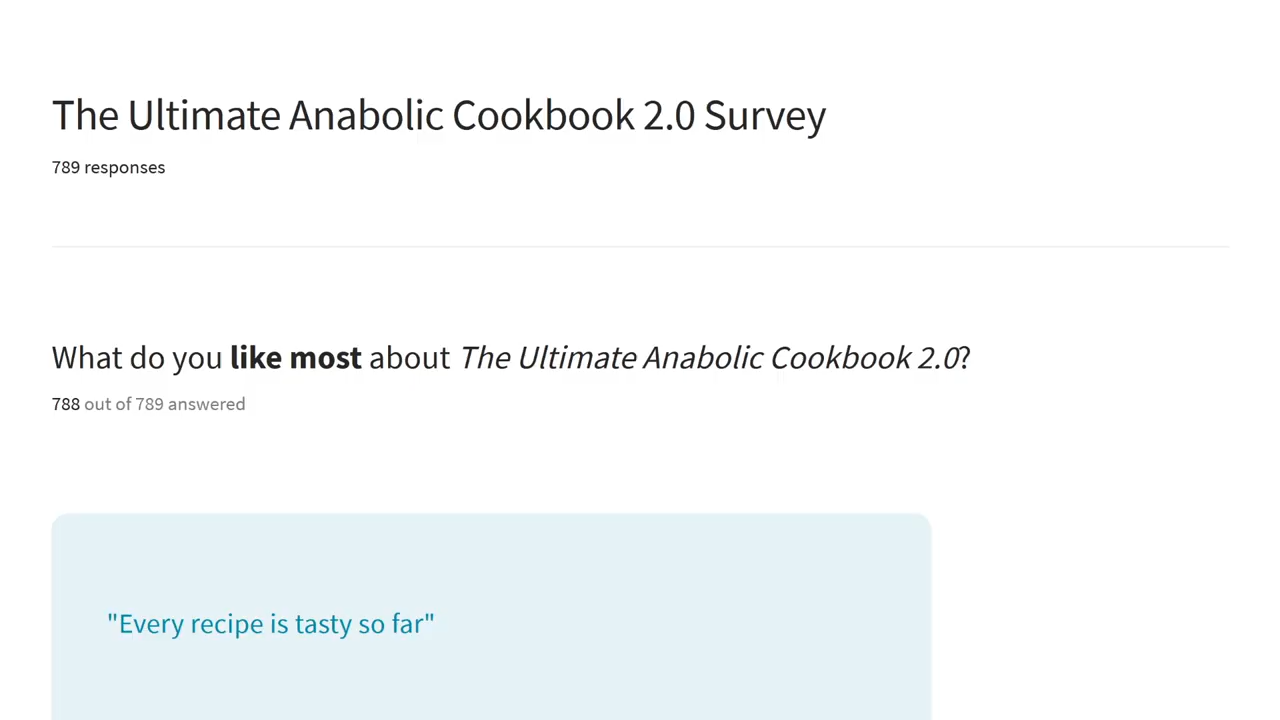 The Ultimate Anabolic Cookbook 2.0 Survey
789 responses
What do you like most about The Ultimate Anabolic Cookbook 2.0?
788 out of 789 answered
"Every recipe is tasty so far"